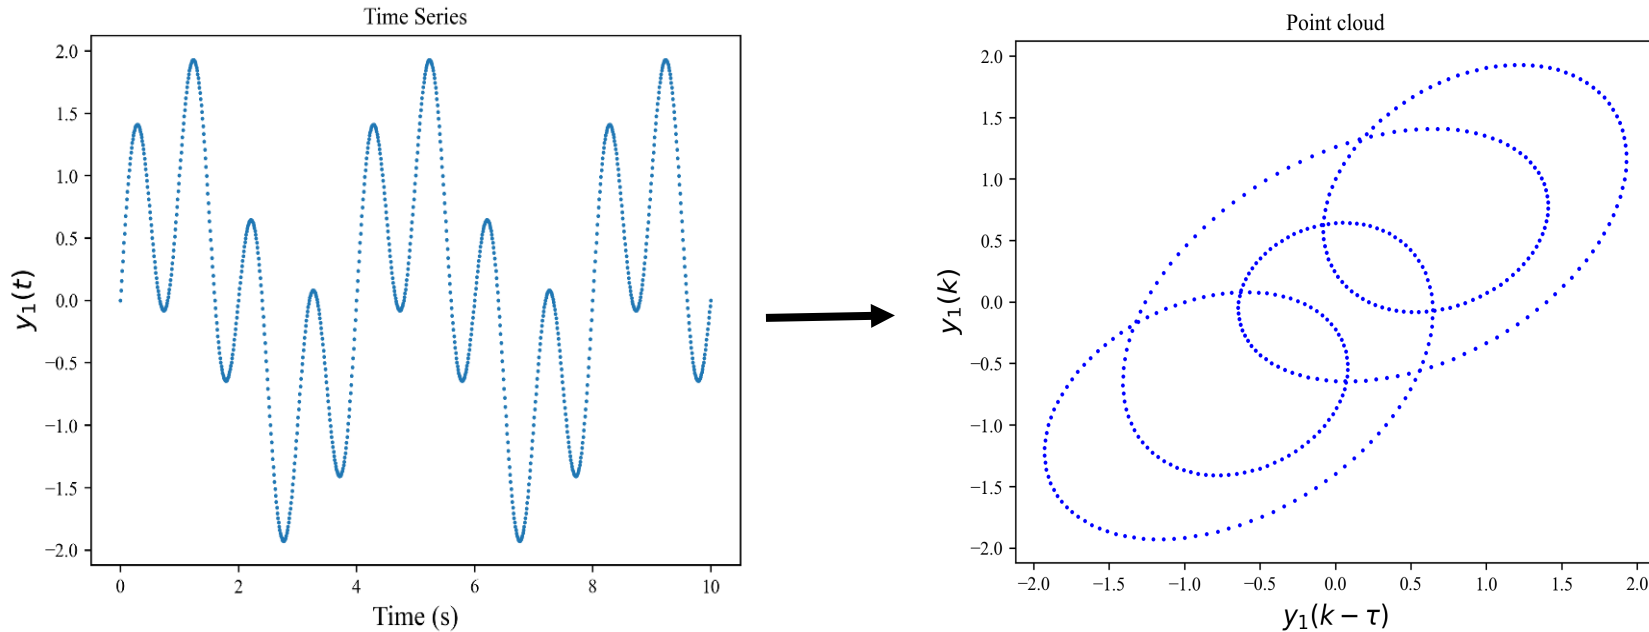 Time Series
2.0
1.5
1.0
0.5
0.0
−0.5
−1.0
−1.5
−2.0
y₁(t)
0 2 4 6 8 10
Time (s)
Point cloud
2.0
1.5
1.0
0.5
0.0
−0.5
−1.0
−1.5
−2.0
y₁(k)
−2.0 −1.5 −1.0 −0.5 0.0 0.5 1.0 1.5 2.0
y₁(k − τ)